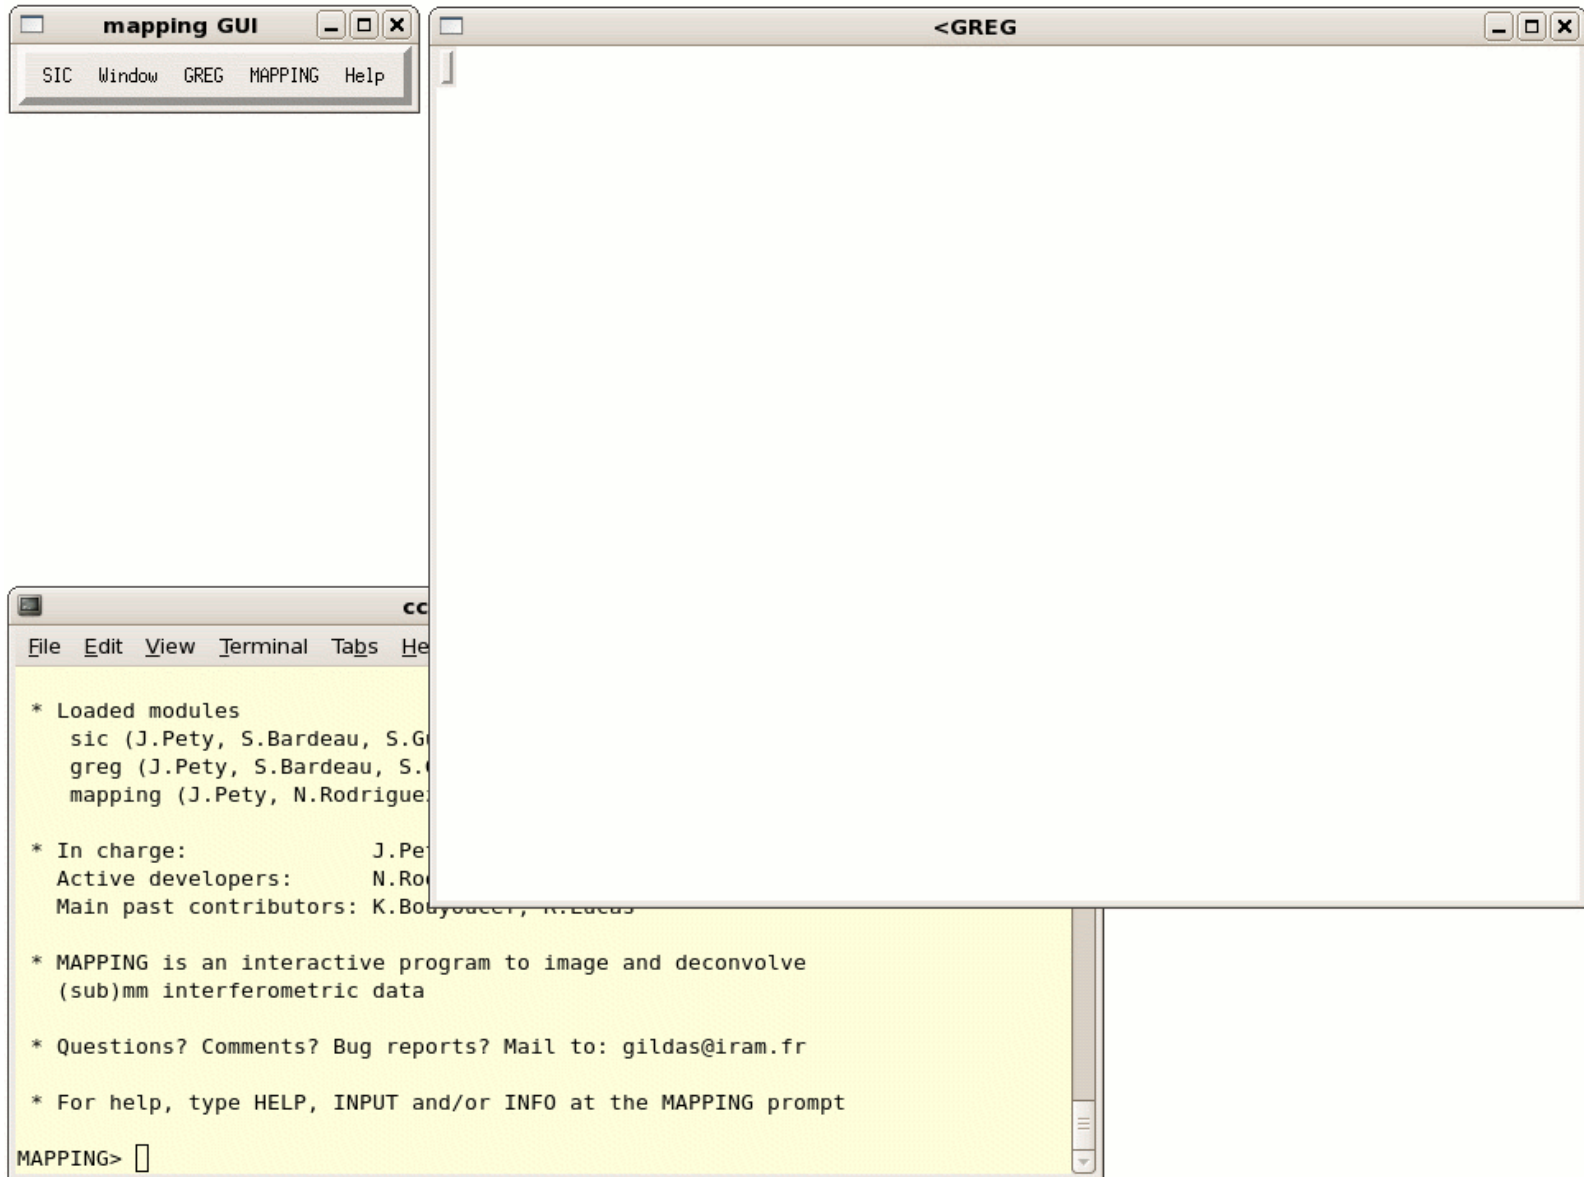 mapping GUI
SIC Window GREG MAPPING Help
<GREG
File Edit View Terminal Tabs
* Loaded modules
sic (J.Pety, S.Bardeau,
greg (J.Pety, S.Bardeau,
mapping (J.Pety,
* In charge:
Active developers:
Main past contributors:
* MAPPING is an interactive program to image and deconvolve
(sub)mm interferometric data
* Questions? Comments? Bug reports? Mail to: gildas@iram.fr
* For help, type HELP, INPUT and/or INFO at the MAPPING prompt
MAPPING>